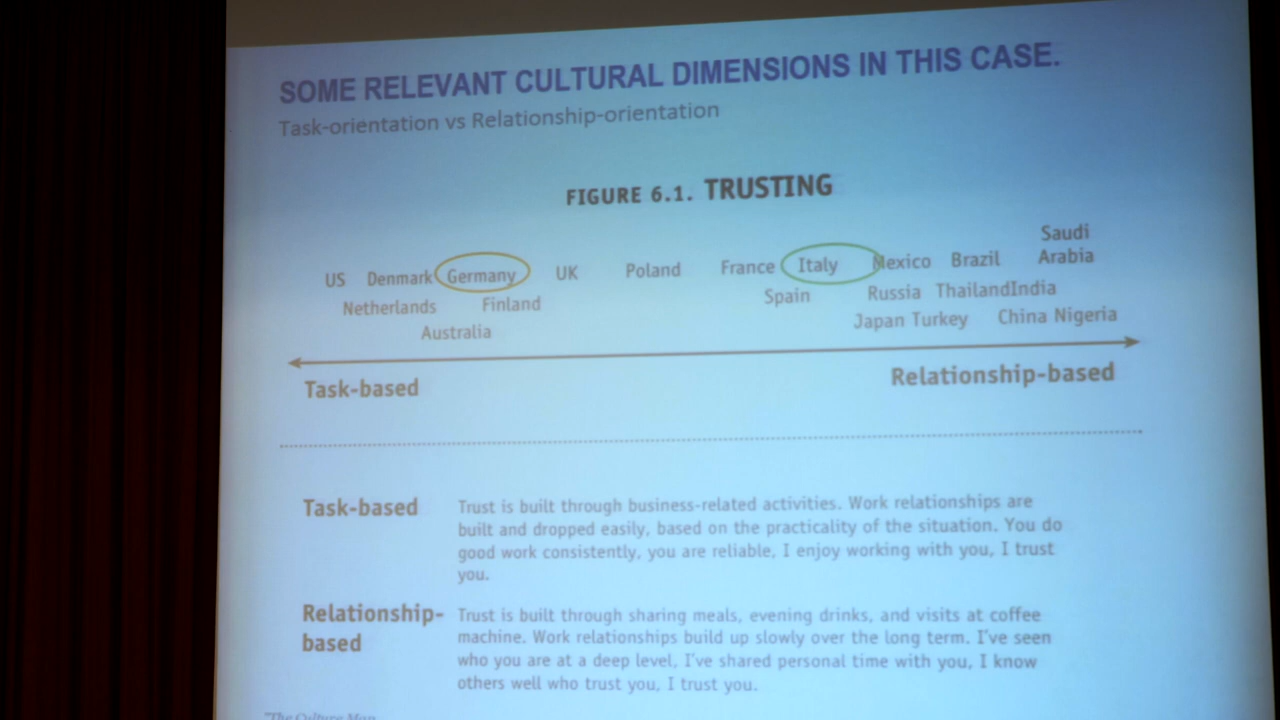 SOME RELEVANT CULTURAL DIMENSIONS IN THIS CASE.
Task-orientation vs Relationship-orientation
FIGURE 6.1. TRUSTING
Saudi
US Denmark Germany UK Poland France Italy Mexico Brazil Arabia
Netherlands Finland Spain Russia Thailand India
Australia Japan Turkey China Nigeria
Task-based Relationship-based
Task-based Trust is built through business-related activities. Work relationships are
built and dropped easily, based on the practicality of the situation. You do
good work consistently, you are reliable, I enjoy working with you, I trust
you.
Relationship- Trust is built through sharing meals, evening drinks, and visits at coffee
based machine. Work relationships build up slowly over the long term. I've seen
who you are at a deep level, I've shared personal time with you, I know
others well who trust you, I trust you.
"The Culture Map